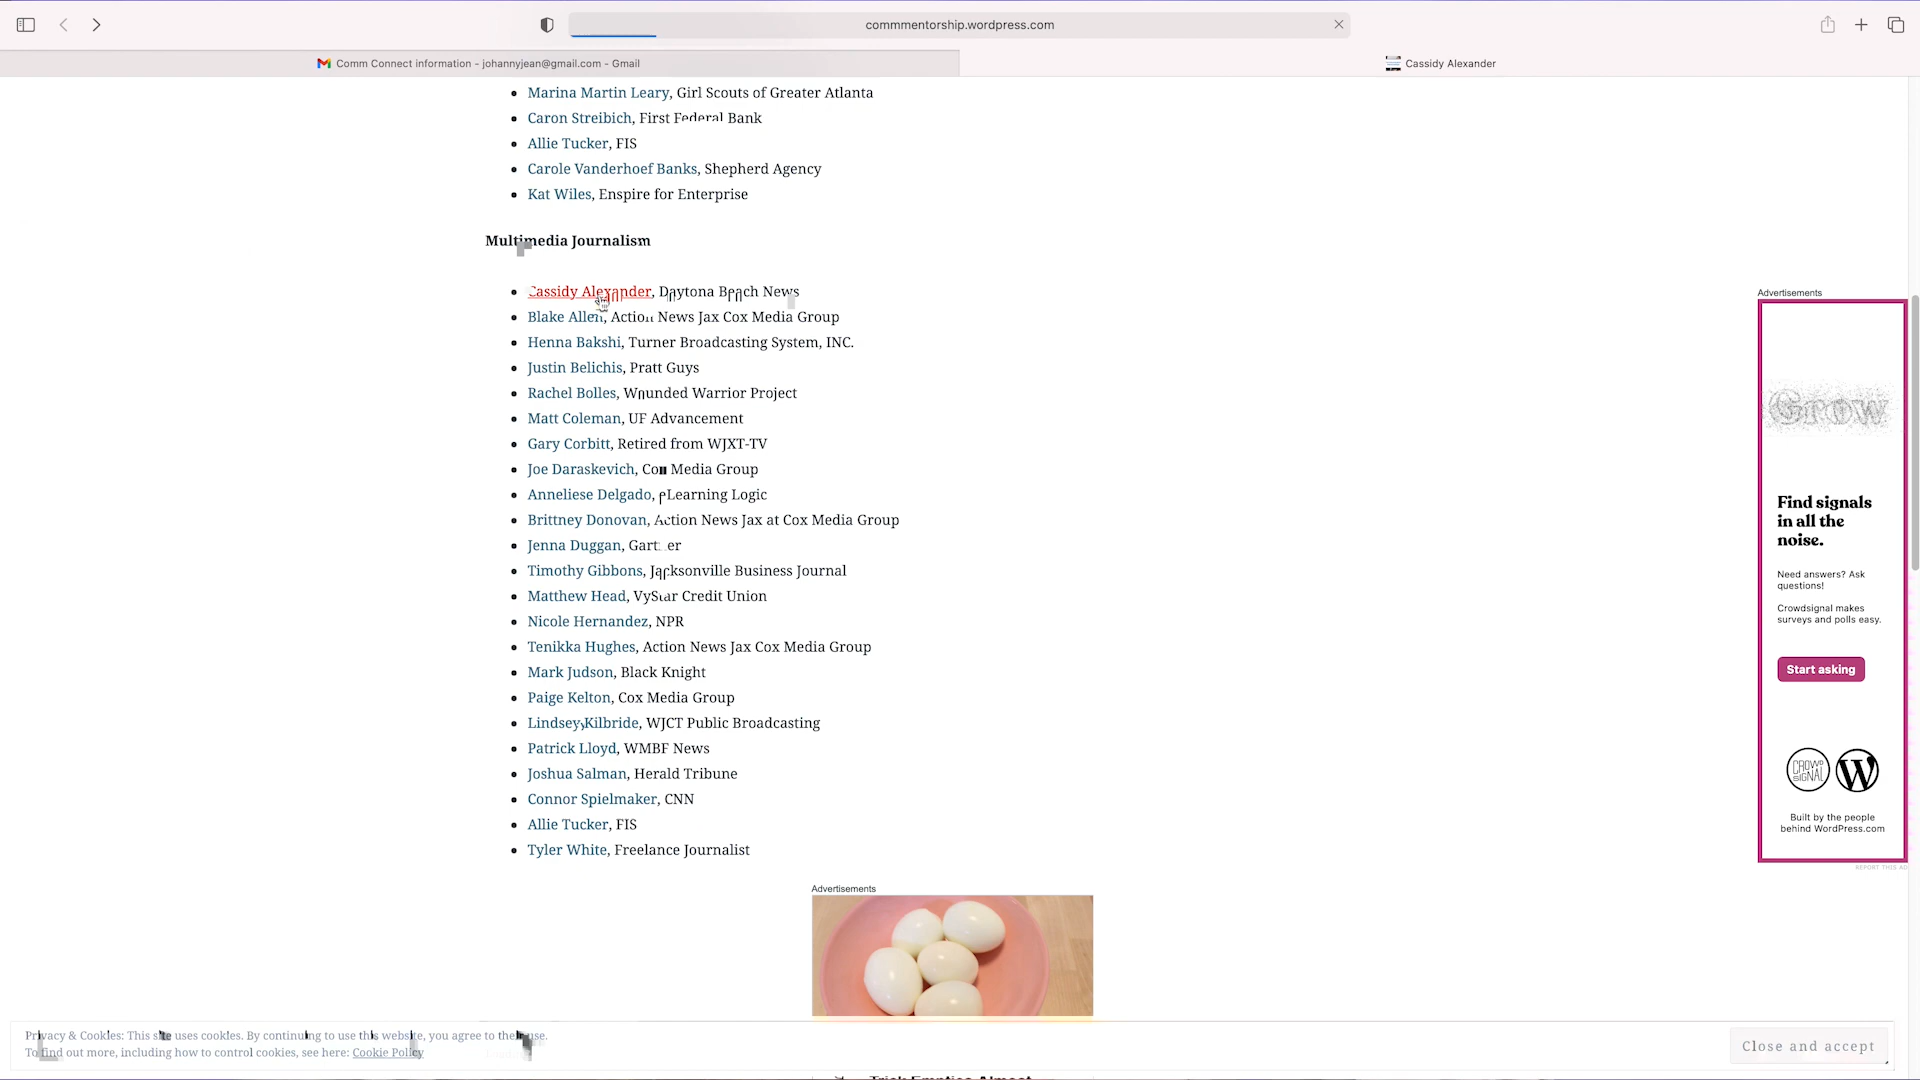 commmentorship.wordpress.com
Comm Connect information - johannyjean@gmail.com - Gmail
Cassidy Alexander
Marina Martin Leary, Girl Scouts of Greater Atlanta
Caron Streibich, First Federal Bank
Allie Tucker, FIS
Carole Vanderhoef Banks, Shepherd Agency
Kat Wiles, Enspire for Enterprise
Multimedia Journalism
Cassidy Alexander, Daytona Beach News
Blake Allen, Action News Jax Cox Media Group
Henna Bakshi, Turner Broadcasting System, INC.
Justin Belichis, Pratt Guys
Rachel Bolles, Wounded Warrior Project
Matt Coleman, UF Advancement
Gary Corbitt, Retired from WJXT-TV
Joe Daraskevich, Cox Media Group
Anneliese Delgado, eLearning Logic
Brittney Donovan, Action News Jax at Cox Media Group
Jenna Duggan, Gartner
Timothy Gibbons, Jacksonville Business Journal
Matthew Head, VyStar Credit Union
Nicole Hernandez, NPR
Tenikka Hughes, Action News Jax Cox Media Group
Mark Judson, Black Knight
Paige Kelton, Cox Media Group
Lindsey Kilbride, WJCT Public Broadcasting
Patrick Lloyd, WMBF News
Joshua Salman, Herald Tribune
Connor Spielmaker, CNN
Allie Tucker, FIS
Tyler White, Freelance Journalist
Advertisements
Grow
Find signals
in all the
noise.
Need answers? Ask
questions!
Crowdsignal makes
surveys and polls easy.
Start asking
CROWD
SIGNAL
Built by the people
behind WordPress.com
REPORT THIS AD
Advertisements
Privacy & Cookies: This site uses cookies. By continuing to use this website, you agree to their use.
To find out more, including how to control cookies, see here: Cookie Policy
Close and accept